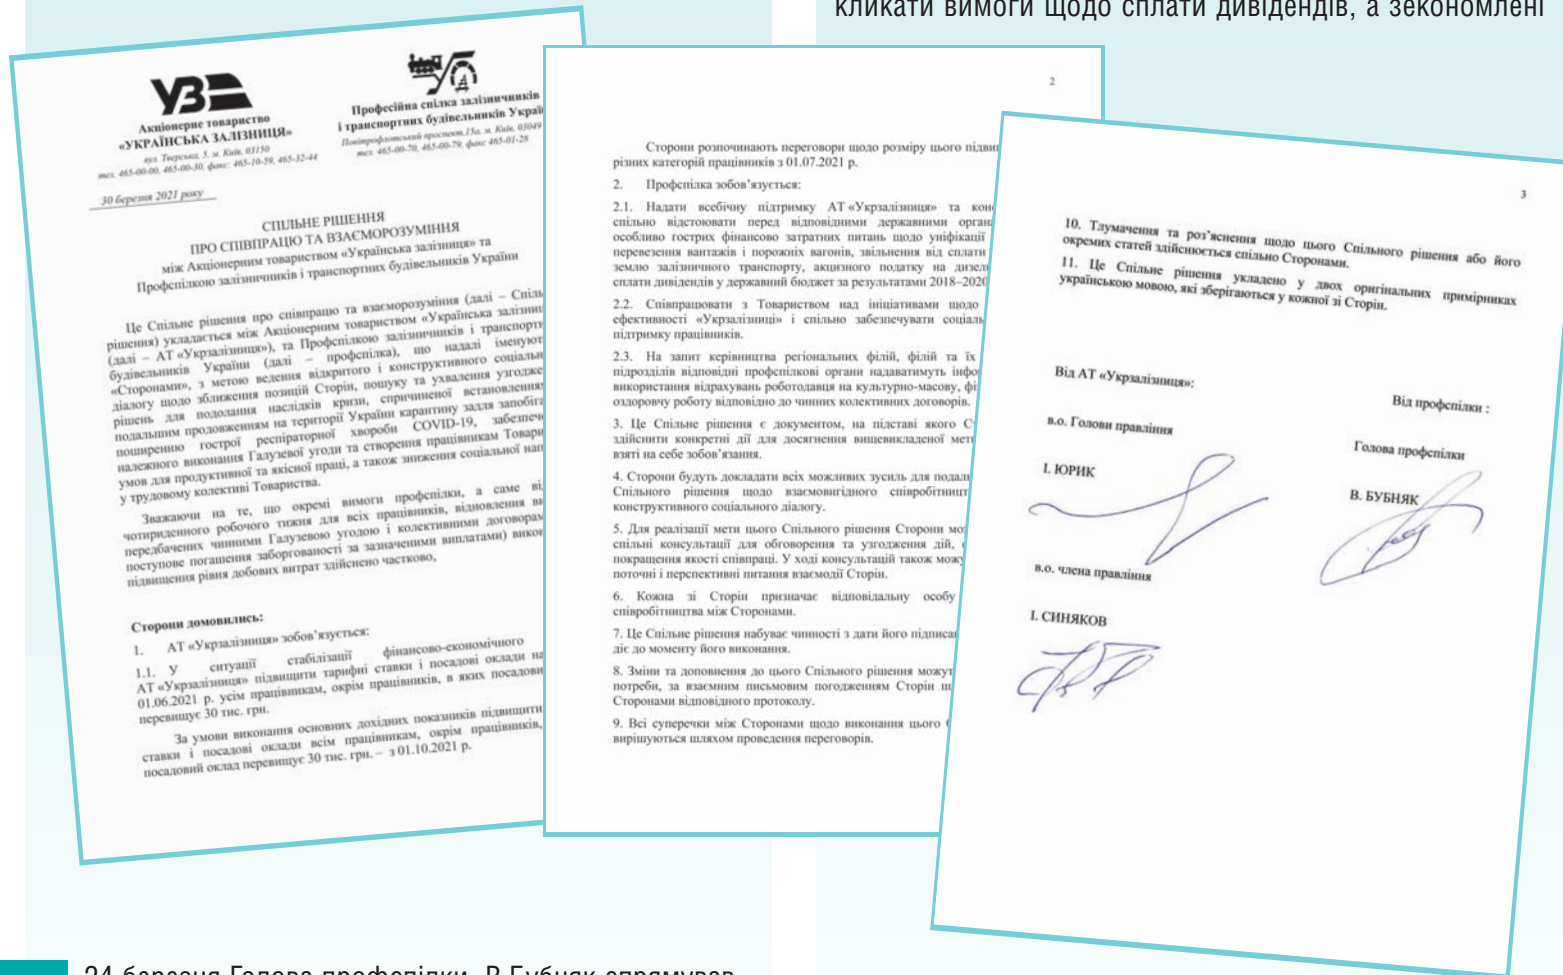 кликати вимоги щодо сплати дивідендів, а зекономлені
УЗ
Акціонерне товариство
«УКРАЇНСЬКА ЗАЛІЗНИЦЯ»
вул. Тверська, 5, м. Київ, 03150
тел. 465-00-00, 465-00-30, факс: 465-10-59, 465-32-44
Професійна спілка залізничників
і транспортних будівельників Украї
Повітрофлотський проспект,15а, м. Київ, 03049
тел. 465-00-70, 465-00-79, факс 465-01-28
30 березня 2021 року
СПІЛЬНЕ РІШЕННЯ
ПРО СПІВПРАЦЮ ТА ВЗАЄМОРОЗУМІННЯ
між Акціонерним товариством «Українська залізниця» та
Профспілкою залізничників і транспортних будівельників України
Це Спільне рішення про співпрацю та взаєморозуміння (далі – Спіль
рішення) укладається між Акціонерним товариством «Українська залізниц
(далі – АТ «Укрзалізниця»), та Профспілкою залізничників і транспортн
будівельників України (далі – профспілка), що надалі іменуют
«Сторонами», з метою ведення відкритого і конструктивного соціальн
діалогу щодо зближення позицій Сторін, пошуку та ухвалення узгодже
рішень для подолання наслідків кризи, спричиненої встановленням
подальшим продовженням на території України карантину задля запобіга
поширенню гострої респіраторної хвороби COVID-19, забезпече
належного виконання Галузевої угоди та створення працівникам Товари
умов для продуктивної та якісної праці, а також зниження соціальної нап
у трудовому колективі Товариства.
Зважаючи на те, що окремі вимоги профспілки, а саме ві
чотириденного робочого тижня для всіх працівників, відновлення ви
передбачених чинними Галузевою угодою і колективними договорам
поступове погашення заборгованості за зазначеними виплатами) викон
підвищення рівня добових витрат здійснено частково,
Сторони домовились:
1. АТ «Укрзалізниця» зобов’язується:
1.1. У ситуації стабілізації фінансово-економічного
АТ «Укрзалізниця» підвищити тарифні ставки і посадові оклади на
01.06.2021 р. усім працівникам, окрім працівників, в яких посадови
перевищує 30 тис. грн.
За умови виконання основних дохідних показників підвищити
ставки і посадові оклади всім працівникам, окрім працівників,
посадовий оклад перевищує 30 тис. грн. – з 01.10.2021 р.
2
Сторони розпочинають переговори щодо розміру цього підви
різних категорій працівників з 01.07.2021 р.
2. Профспілка зобов’язується:
2.1. Надати всебічну підтримку АТ «Укрзалізниця» та кон
спільно відстоювати перед відповідними державними орган
особливо гострих фінансово затратних питань щодо уніфікації
перевезення вантажів і порожніх вагонів, звільнення від сплати
землю залізничного транспорту, акцизного податку на дизел
сплати дивідендів у державний бюджет за результатами 2018–2020
2.2. Співпрацювати з Товариством над ініціативами щодо
ефективності «Укрзалізниці» і спільно забезпечувати соціаль
підтримку працівників.
2.3. На запит керівництва регіональних філій, філій та їх
підрозділів відповідні профспілкові органи надаватимуть інфо
використання відрахувань роботодавця на культурно-масову, фі
оздоровчу роботу відповідно до чинних колективних договорів.
3. Це Спільне рішення є документом, на підставі якого С
здійснити конкретні дії для досягнення вищевикладеної мет
взяті на себе зобов’язання.
4. Сторони будуть докладати всіх можливих зусиль для подал
Спільного рішення щодо взаємовигідного співробітницт
конструктивного соціального діалогу.
5. Для реалізації мети цього Спільного рішення Сторони мо
спільні консультації для обговорення та узгодження дій,
покращення якості співпраці. У ході консультацій також мож
поточні і перспективні питання взаємодії Сторін.
6. Кожна зі Сторін призначає відповідальну особу
співробітництва між Сторонами.
7. Це Спільне рішення набуває чинності з дати його підписан
діє до моменту його виконання.
8. Зміни та доповнення до цього Спільного рішення можут
потреби, за взаємним письмовим погодженням Сторін ш
Сторонами відповідного протоколу.
9. Всі суперечки між Сторонами щодо виконання цього
вирішуються шляхом проведення переговорів.
3
10. Тлумачення та роз’яснення щодо цього Спільного рішення або його
окремих статей здійснюється спільно Сторонами.
11. Це Спільне рішення укладено у двох оригінальних примірниках
українською мовою, які зберігаються у кожної зі Сторін.
Від АТ «Укрзалізниця»:
Від профспілки :
в.о. Голови правління
Голова профспілки
І. ЮРИК
В. БУБНЯК
в.о. члена правління
І. СИНЯКОВ
24 березня Голова профспілки В.Бубняк спрямував